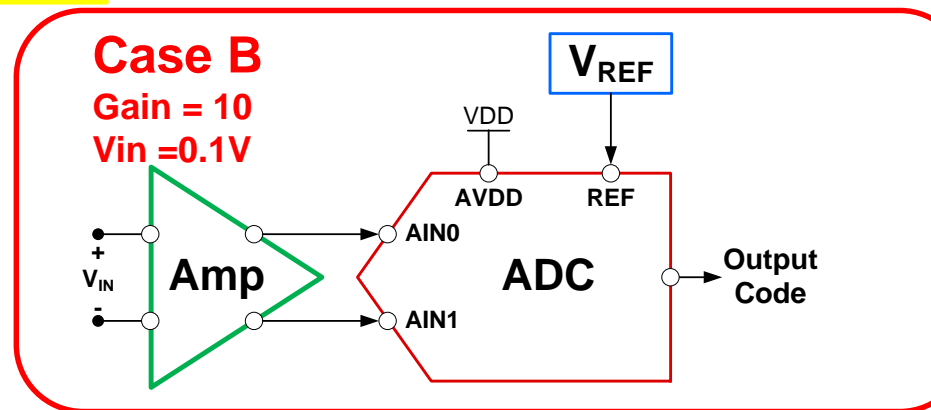 Case B
Gain = 10
Vin =0.1V
VREF
VDD
AVDD
REF
AIN0
+
VIN
-
Amp
ADC
AIN1
Output
Code